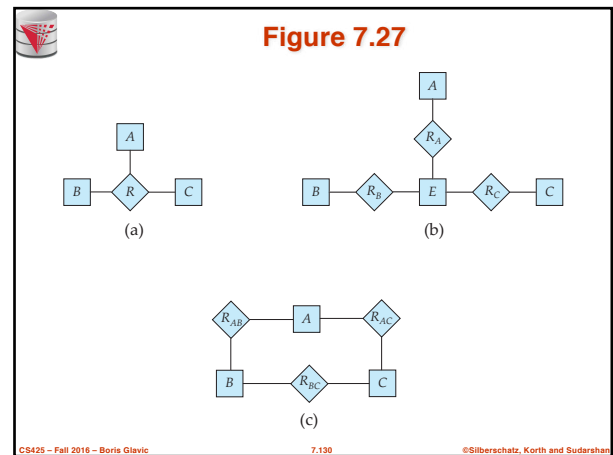 Figure 7.27
A
B R C
(a)
A
R_A
B R_B E R_C C
(b)
R_AB A R_AC
B R_BC C
(c)
CS425 – Fall 2016 – Boris Glavic 7.130 ©Silberschatz, Korth and Sudarshan